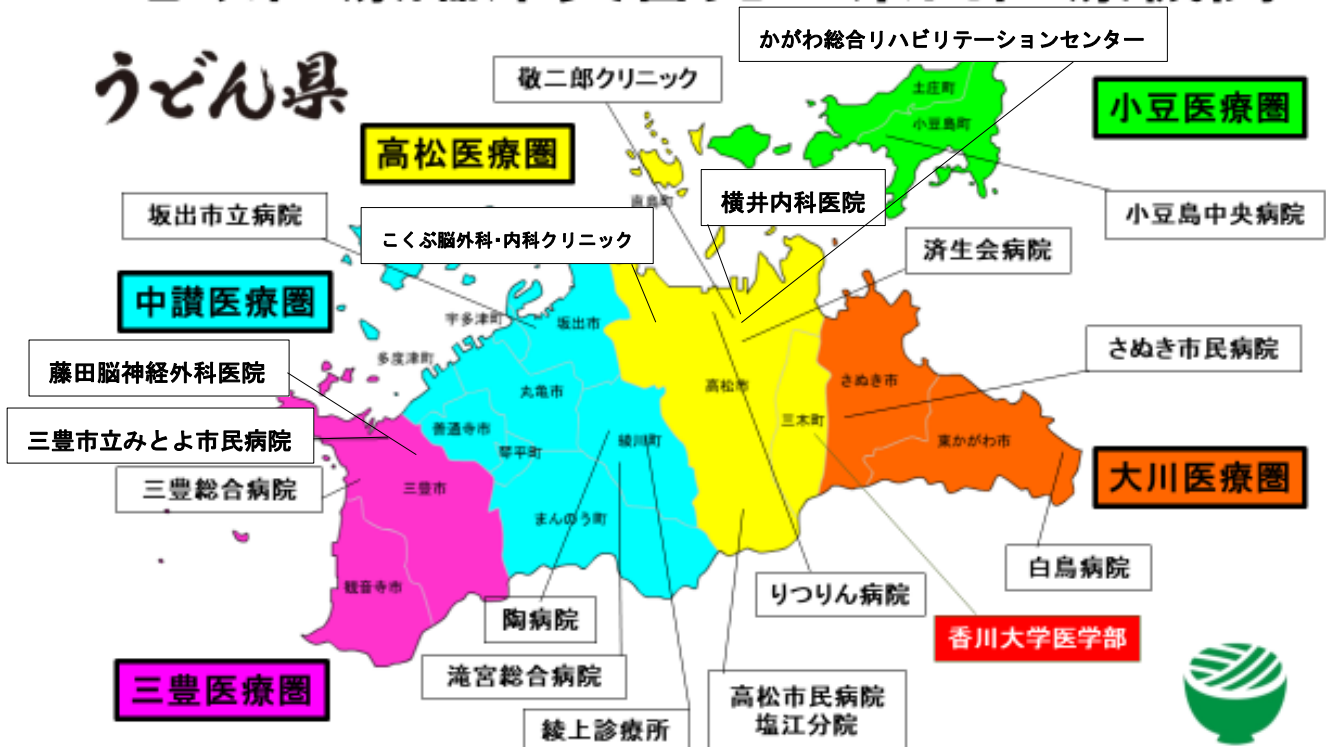 かがわ総合リハビリテーションセンター
うどん県
敬二郎クリニック
小豆医療圏
高松医療圏
土庄町
小豆島町
直島町
横井内科医院
坂出市立病院
小豆島中央病院
こくぶ脳外科・内科クリニック
済生会病院
中讃医療圏
宇多津町
坂出市
さぬき市民病院
多度津町
藤田脳神経外科医院
丸亀市
高松市
さぬき市
三木町
善通寺市
綾川町
東かがわ市
三豊市立みとよ市民病院
琴平町
大川医療圏
三豊総合病院
三豊市
まんのう町
白鳥病院
観音寺市
りつりん病院
陶病院
香川大学医学部
滝宮総合病院
三豊医療圏
高松市民病院
塩江分院
綾上診療所